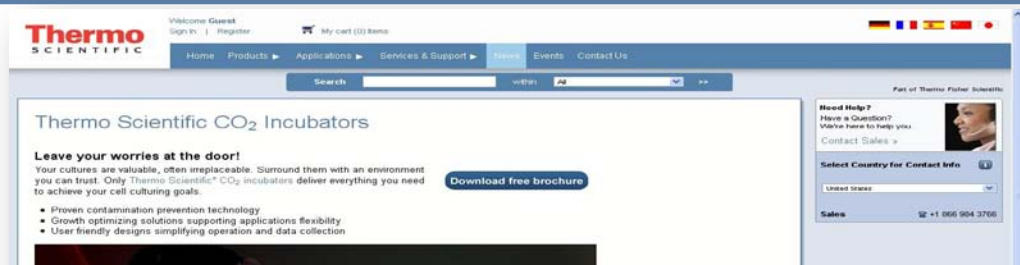 Thermo
SCIENTIFIC
Welcome Guest
Sign In | Register
My cart (0) items
Home Products Applications Services & Support News Events Contact Us
Search within All >>
Part of Thermo Fisher Scientific
Thermo Scientific CO₂ Incubators
Leave your worries at the door!
Your cultures are valuable, often irreplaceable. Surround them with an environment
you can trust. Only Thermo Scientific* CO₂ incubators deliver everything you need
to achieve your cell culturing goals.
Download free brochure
• Proven contamination prevention technology
• Growth optimizing solutions supporting applications flexibility
• User friendly designs simplifying operation and data collection
Need Help?
Have a Question?
We're here to help you.
Contact Sales »
Select Country for Contact Info
United States
Sales +1 866 984 3766